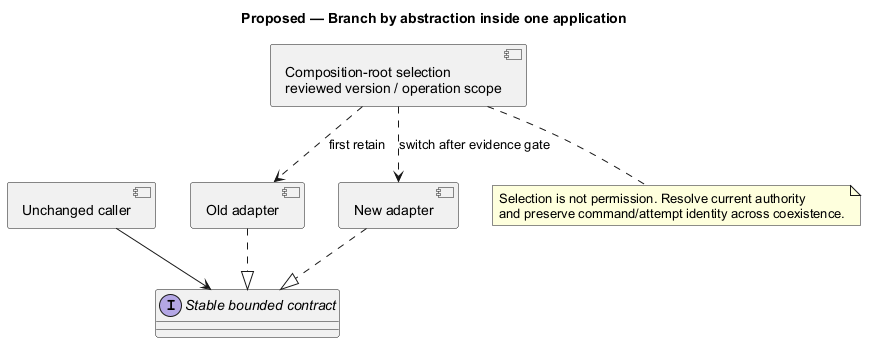 Proposed — Branch by abstraction inside one application
Composition-root selection
reviewed version / operation scope
first retain
switch after evidence gate
Unchanged caller
Old adapter
New adapter
Selection is not permission. Resolve current authority
and preserve command/attempt identity across coexistence.
I
Stable bounded contract